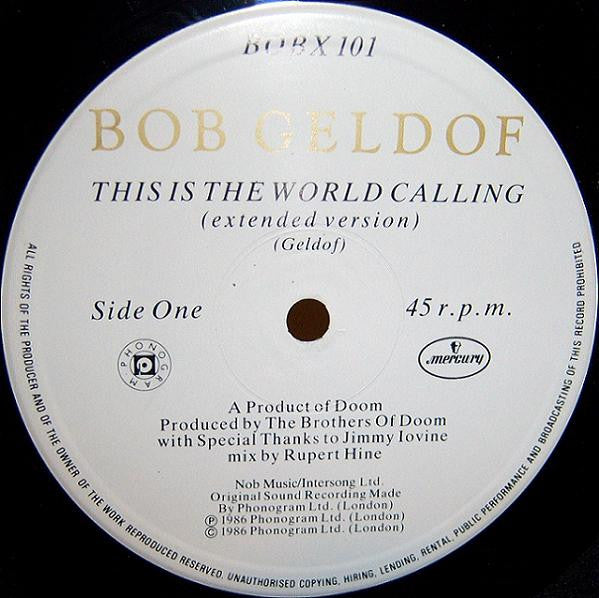 BOBX 101
BOB GELDOF
THIS IS THE WORLD CALLING
(extended version)
(Geldof)
Side One
45 r.p.m.
PHONOGRAM
P
mercury
A Product of Doom
Produced by The Brothers Of Doom
with Special Thanks to Jimmy Iovine
mix by Rupert Hine
Nob Music/Intersong Ltd.
Original Sound Recording Made
By Phonogram Ltd. (London)
Ⓟ 1986 Phonogram Ltd. (London)
© 1986 Phonogram Ltd. (London)
ALL RIGHTS OF THE PRODUCER AND OF THE OWNER OF THE WORK REPRODUCED RESERVED. UNAUTHORISED COPYING, HIRING, LENDING, RENTAL, PUBLIC PERFORMANCE AND BROADCASTING OF THIS RECORD PROHIBITED